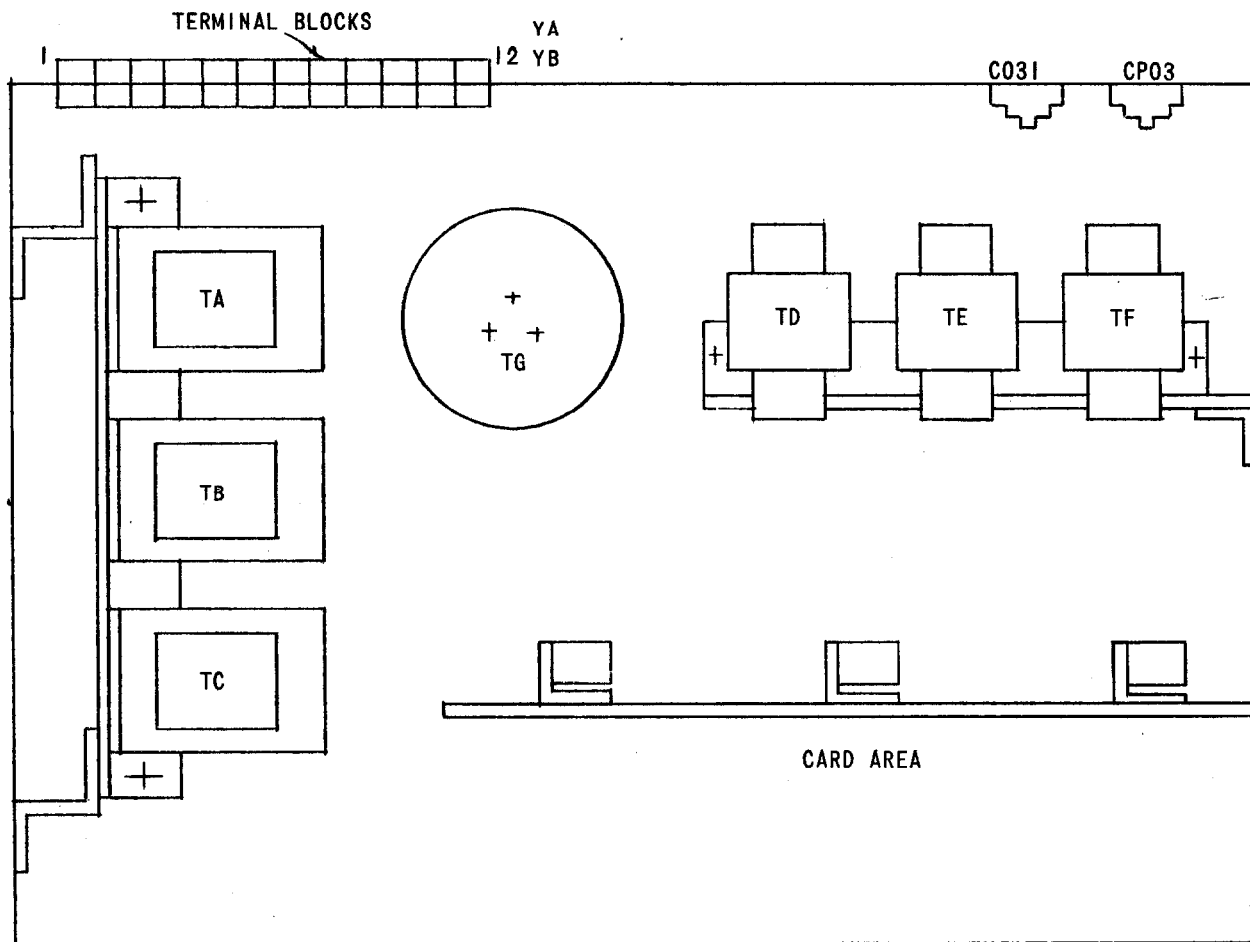 TERMINAL BLOCKS
1
12 YA
YB
C031
CP03
TA
TB
TC
TG
TD
TE
TF
CARD AREA